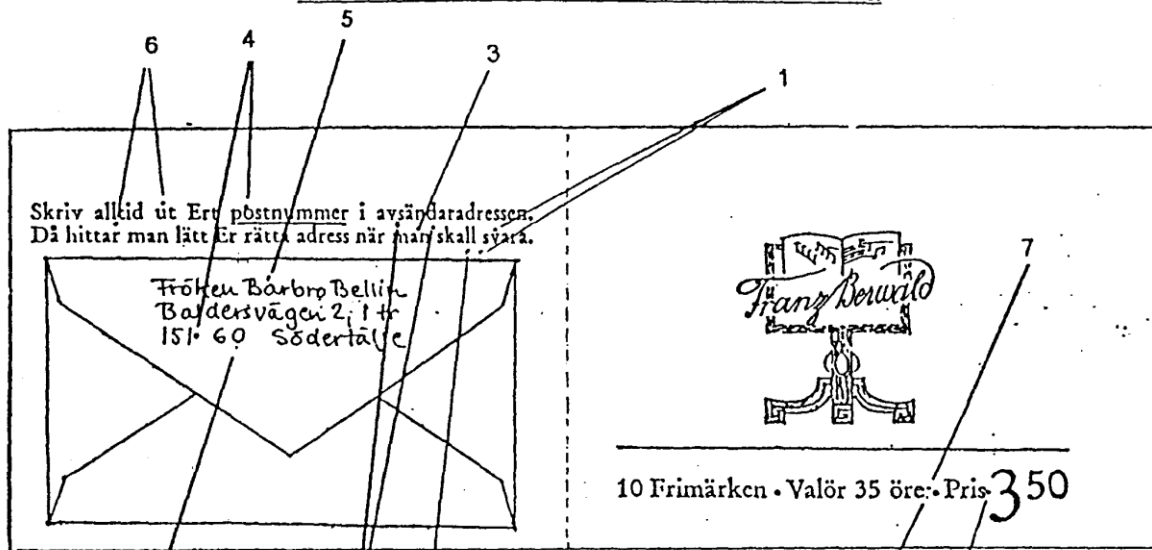 6
4
5
3
1
Skriv alltid ut Ert postnummer i avsändaradressen.
Då hittar man lätt Er rätta adress när man skall svara.
Fröken Barbro Bellin
Baldersvägen 2, 1 tr
151 60 Södertälje
7
Franz Berwald
10 Frimärken • Valör 35 öre • Pris 3 50